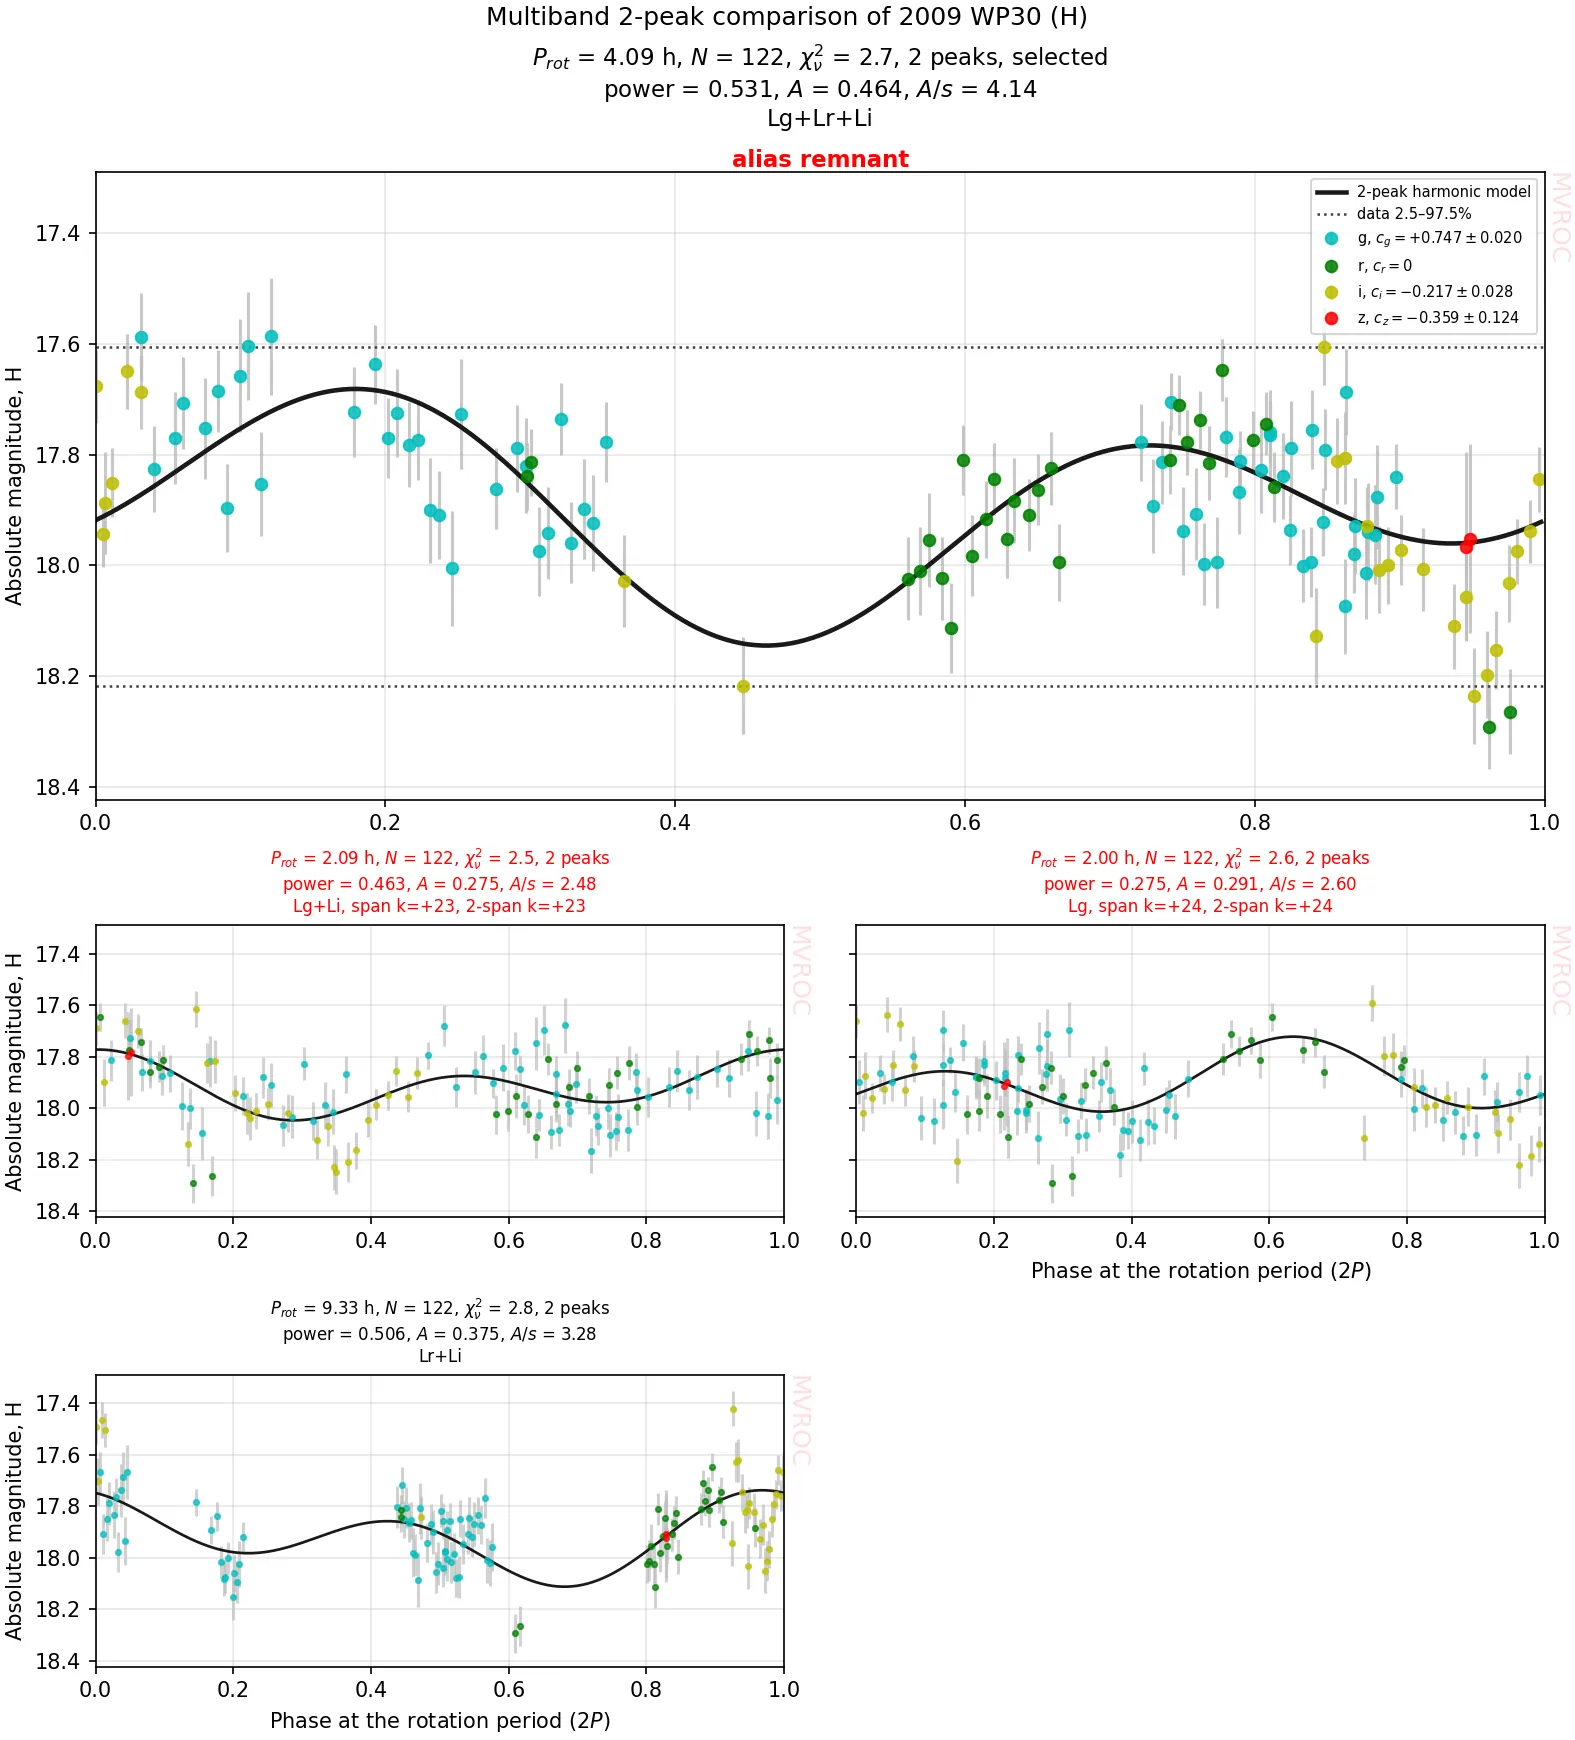 Multiband 2-peak comparison of 2009 WP30 (H)
P_rot = 4.09 h, N = 122, χ²_ν = 2.7, 2 peaks, selected
power = 0.531, A = 0.464, A/s = 4.14
Lg+Lr+Li
alias remnant
2-peak harmonic model
data 2.5–97.5%
g, c_g = +0.747 ± 0.020
r, c_r = 0
i, c_i = −0.217 ± 0.028
z, c_z = −0.359 ± 0.124
MVROC
Absolute magnitude, H
17.4
17.6
17.8
18.0
18.2
18.4
0.0 0.2 0.4 0.6 0.8 1.0
P_rot = 2.09 h, N = 122, χ²_ν = 2.5, 2 peaks
power = 0.463, A = 0.275, A/s = 2.48
Lg+Li, span k=+23, 2-span k=+23
MVROC
Absolute magnitude, H
17.4
17.6
17.8
18.0
18.2
18.4
0.0 0.2 0.4 0.6 0.8 1.0
P_rot = 2.00 h, N = 122, χ²_ν = 2.6, 2 peaks
power = 0.275, A = 0.291, A/s = 2.60
Lg, span k=+24, 2-span k=+24
MVROC
0.0 0.2 0.4 0.6 0.8 1.0
Phase at the rotation period (2P)
P_rot = 9.33 h, N = 122, χ²_ν = 2.8, 2 peaks
power = 0.506, A = 0.375, A/s = 3.28
Lr+Li
MVROC
Absolute magnitude, H
17.4
17.6
17.8
18.0
18.2
18.4
0.0 0.2 0.4 0.6 0.8 1.0
Phase at the rotation period (2P)